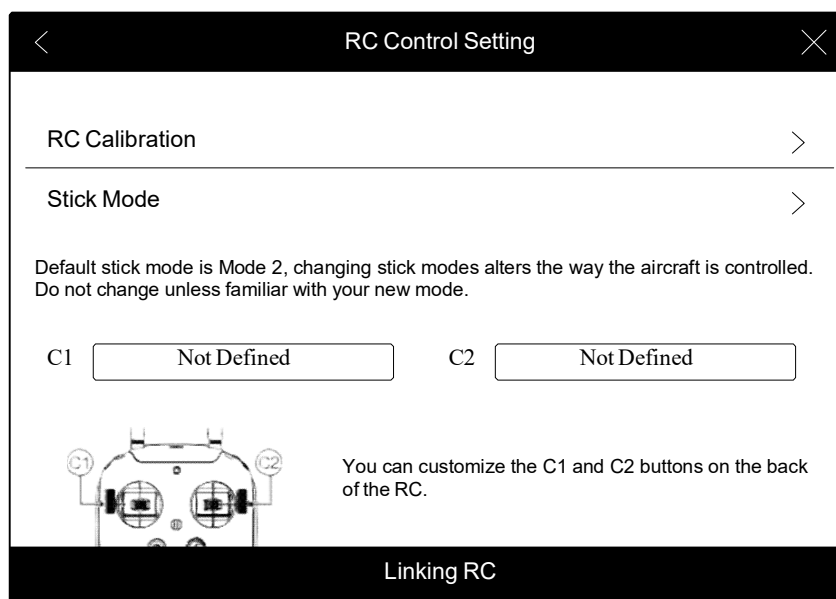 RC Control Setting
RC Calibration
Stick Mode
Default stick mode is Mode 2, changing stick modes alters the way the aircraft is controlled.
Do not change unless familiar with your new mode.
C1 Not Defined C2 Not Defined
C1 C2
You can customize the C1 and C2 buttons on the back
of the RC.
Linking RC